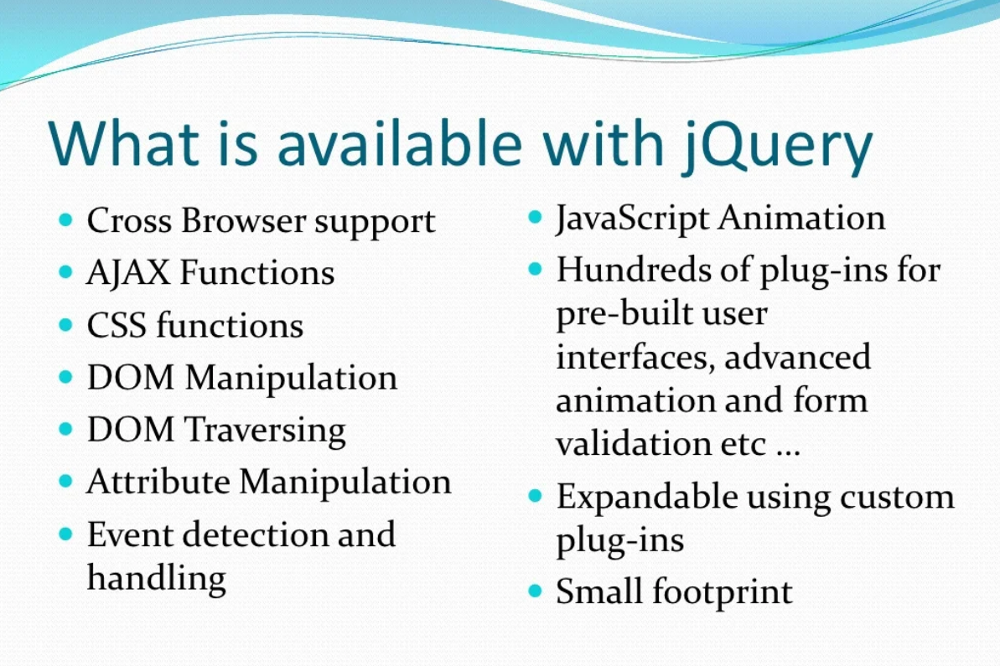 What is available with jQuery
• Cross Browser support
• AJAX Functions
• CSS functions
• DOM Manipulation
• DOM Traversing
• Attribute Manipulation
• Event detection and
handling
• JavaScript Animation
• Hundreds of plug-ins for
pre-built user
interfaces, advanced
animation and form
validation etc ...
• Expandable using custom
plug-ins
• Small footprint